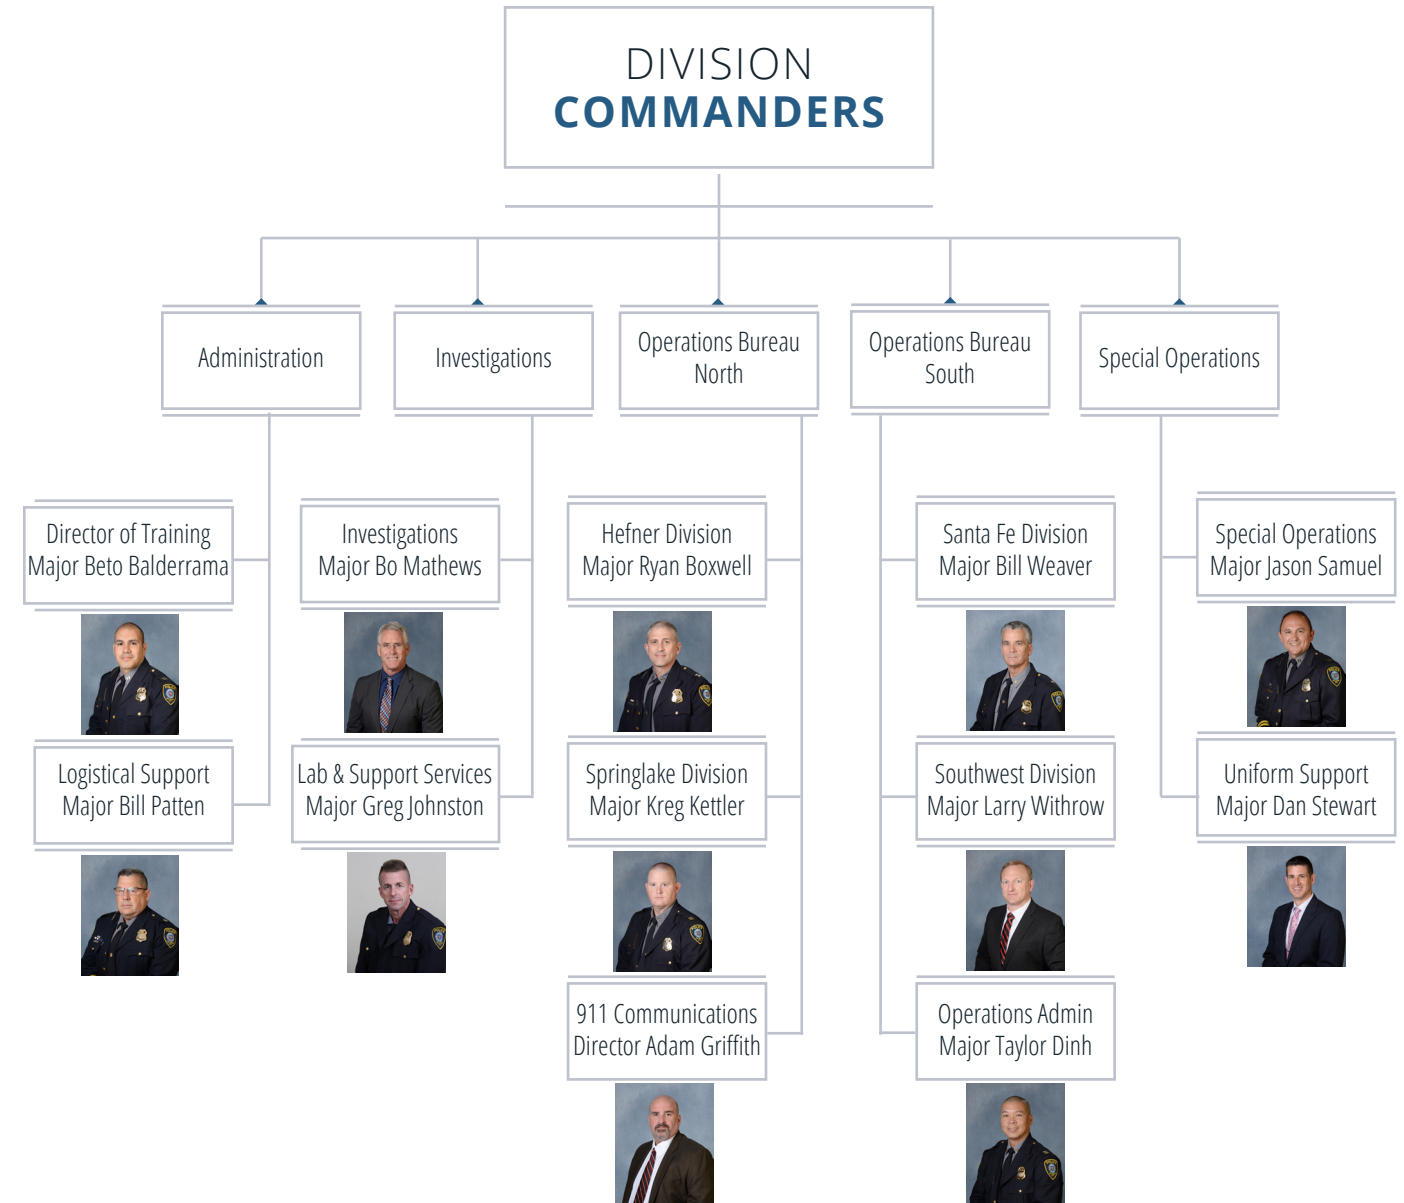 DIVISION
COMMANDERS
Administration
Investigations
Operations Bureau
North
Operations Bureau
South
Special Operations
Director of Training
Major Beto Balderrama
Investigations
Major Bo Mathews
Hefner Division
Major Ryan Boxwell
Santa Fe Division
Major Bill Weaver
Special Operations
Major Jason Samuel
Logistical Support
Major Bill Patten
Lab & Support Services
Major Greg Johnston
Springlake Division
Major Kreg Kettler
Southwest Division
Major Larry Withrow
Uniform Support
Major Dan Stewart
911 Communications
Director Adam Griffith
Operations Admin
Major Taylor Dinh